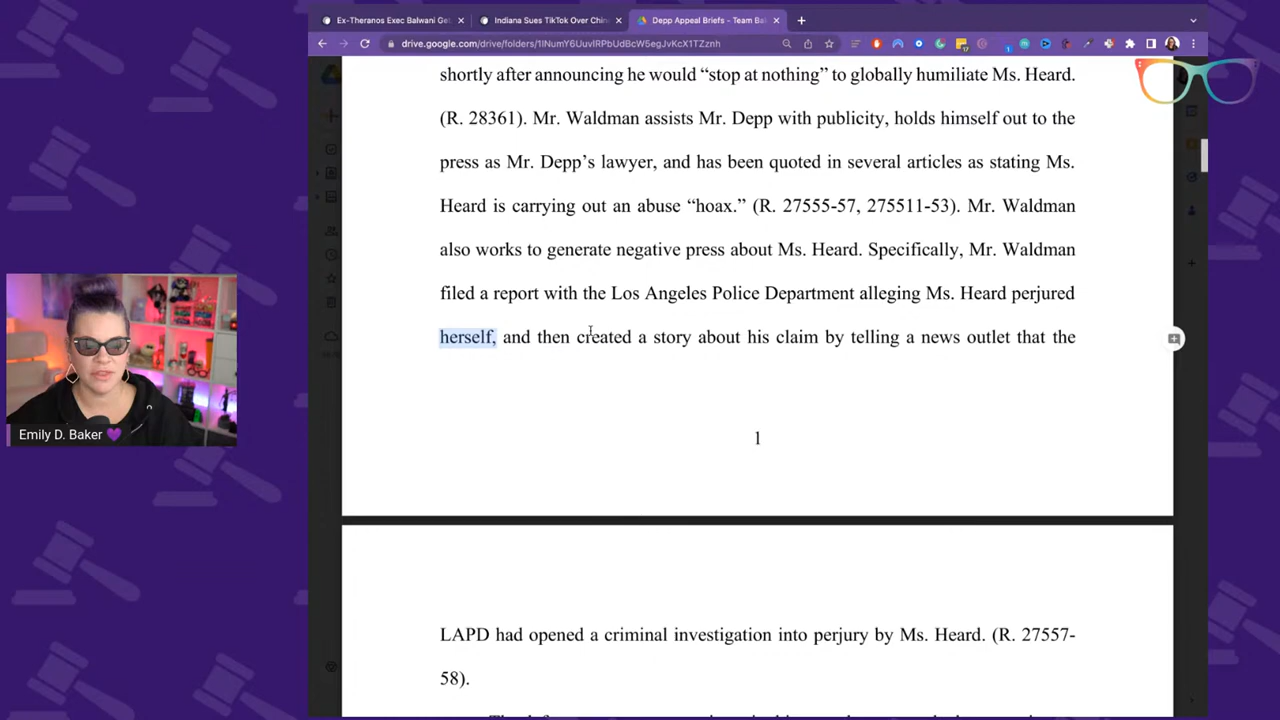 Ex-Theranos Exec Balwani Get
Indiana Sues TikTok Over Chin
Depp Appeal Briefs - Team Ba
drive.google.com/drive/folders/1lNumY6UuvIRPbUdBcW5egJvKcX1TZznh
shortly after announcing he would “stop at nothing” to globally humiliate Ms. Heard.
(R. 28361). Mr. Waldman assists Mr. Depp with publicity, holds himself out to the
press as Mr. Depp’s lawyer, and has been quoted in several articles as stating Ms.
Heard is carrying out an abuse “hoax.” (R. 27555-57, 275511-53). Mr. Waldman
also works to generate negative press about Ms. Heard. Specifically, Mr. Waldman
filed a report with the Los Angeles Police Department alleging Ms. Heard perjured
herself, and then created a story about his claim by telling a news outlet that the
1
LAPD had opened a criminal investigation into perjury by Ms. Heard. (R. 27557-
58).
Emily D. Baker 💜